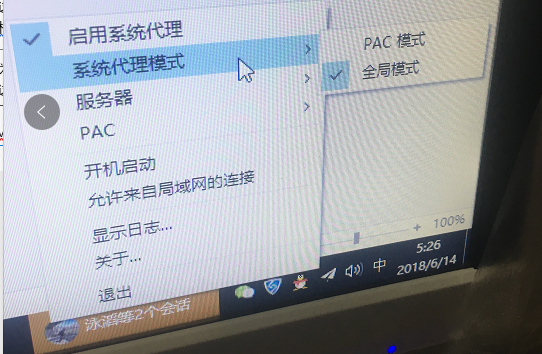 启用系统代理
系统代理模式
PAC 模式
全局模式
服务器
PAC
开机启动
允许来自局域网的连接
显示日志...
关于...
退出
100%
5:26
中
2018/6/14
泳滔等2个会话